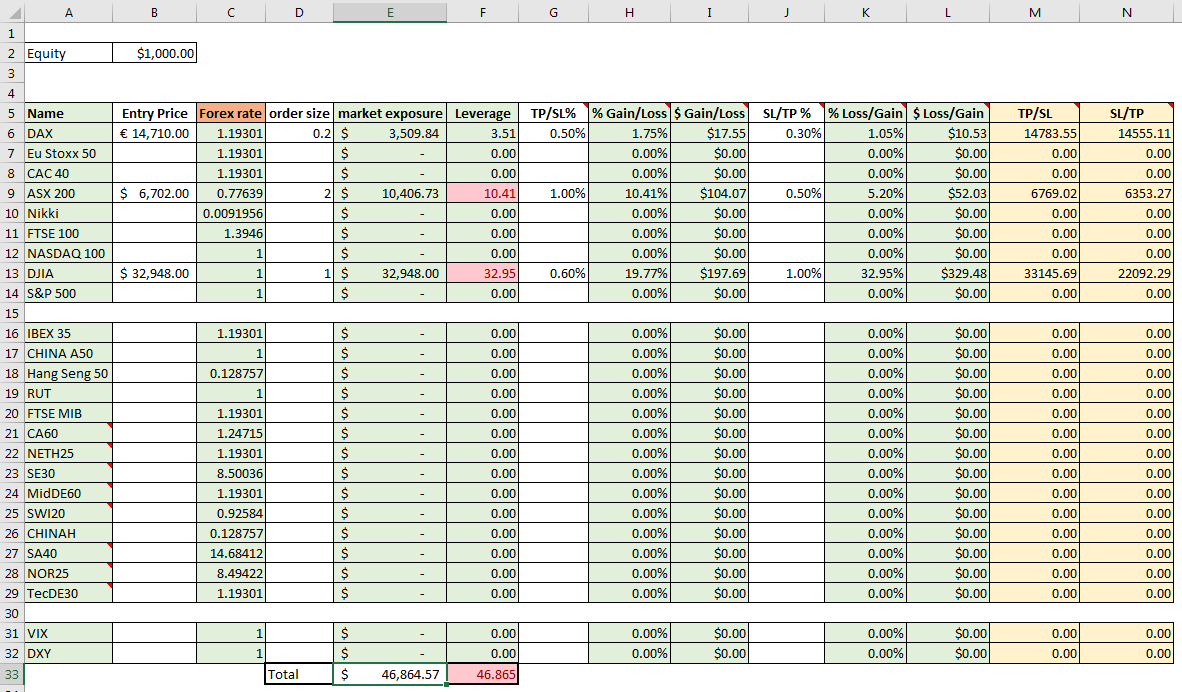 A B C D E F G H I J K L M N
1
2 Equity $1,000.00
3
4
5 Name Entry Price Forex rate order size market exposure Leverage TP/SL% % Gain/Loss $ Gain/Loss SL/TP % % Loss/Gain $ Loss/Gain TP/SL SL/TP
6 DAX € 14,710.00 1.19301 0.2 $ 3,509.84 3.51 0.50% 1.75% $17.55 0.30% 1.05% $10.53 14783.55 14555.11
7 Eu Stoxx 50 1.19301 $ - 0.00 0.00% $0.00 0.00% $0.00 0.00 0.00
8 CAC 40 1.19301 $ - 0.00 0.00% $0.00 0.00% $0.00 0.00 0.00
9 ASX 200 $ 6,702.00 0.77639 2 $ 10,406.73 10.41 1.00% 10.41% $104.07 0.50% 5.20% $52.03 6769.02 6353.27
10 Nikki 0.0091956 $ - 0.00 0.00% $0.00 0.00% $0.00 0.00 0.00
11 FTSE 100 1.3946 $ - 0.00 0.00% $0.00 0.00% $0.00 0.00 0.00
12 NASDAQ 100 1 $ - 0.00 0.00% $0.00 0.00% $0.00 0.00 0.00
13 DJIA $ 32,948.00 1 1 $ 32,948.00 32.95 0.60% 19.77% $197.69 1.00% 32.95% $329.48 33145.69 22092.29
14 S&P 500 1 $ - 0.00 0.00% $0.00 0.00% $0.00 0.00 0.00
15
16 IBEX 35 1.19301 $ - 0.00 0.00% $0.00 0.00% $0.00 0.00 0.00
17 CHINA A50 1 $ - 0.00 0.00% $0.00 0.00% $0.00 0.00 0.00
18 Hang Seng 50 0.128757 $ - 0.00 0.00% $0.00 0.00% $0.00 0.00 0.00
19 RUT 1 $ - 0.00 0.00% $0.00 0.00% $0.00 0.00 0.00
20 FTSE MIB 1.19301 $ - 0.00 0.00% $0.00 0.00% $0.00 0.00 0.00
21 CA60 1.24715 $ - 0.00 0.00% $0.00 0.00% $0.00 0.00 0.00
22 NETH25 1.19301 $ - 0.00 0.00% $0.00 0.00% $0.00 0.00 0.00
23 SE30 8.50036 $ - 0.00 0.00% $0.00 0.00% $0.00 0.00 0.00
24 MidDE60 1.19301 $ - 0.00 0.00% $0.00 0.00% $0.00 0.00 0.00
25 SWI20 0.92584 $ - 0.00 0.00% $0.00 0.00% $0.00 0.00 0.00
26 CHINAH 0.128757 $ - 0.00 0.00% $0.00 0.00% $0.00 0.00 0.00
27 SA40 14.68412 $ - 0.00 0.00% $0.00 0.00% $0.00 0.00 0.00
28 NOR25 8.49422 $ - 0.00 0.00% $0.00 0.00% $0.00 0.00 0.00
29 TecDE30 1.19301 $ - 0.00 0.00% $0.00 0.00% $0.00 0.00 0.00
30
31 VIX 1 $ - 0.00 0.00% $0.00 0.00% $0.00 0.00 0.00
32 DXY 1 $ - 0.00 0.00% $0.00 0.00% $0.00 0.00 0.00
33 Total $ 46,864.57 46.865